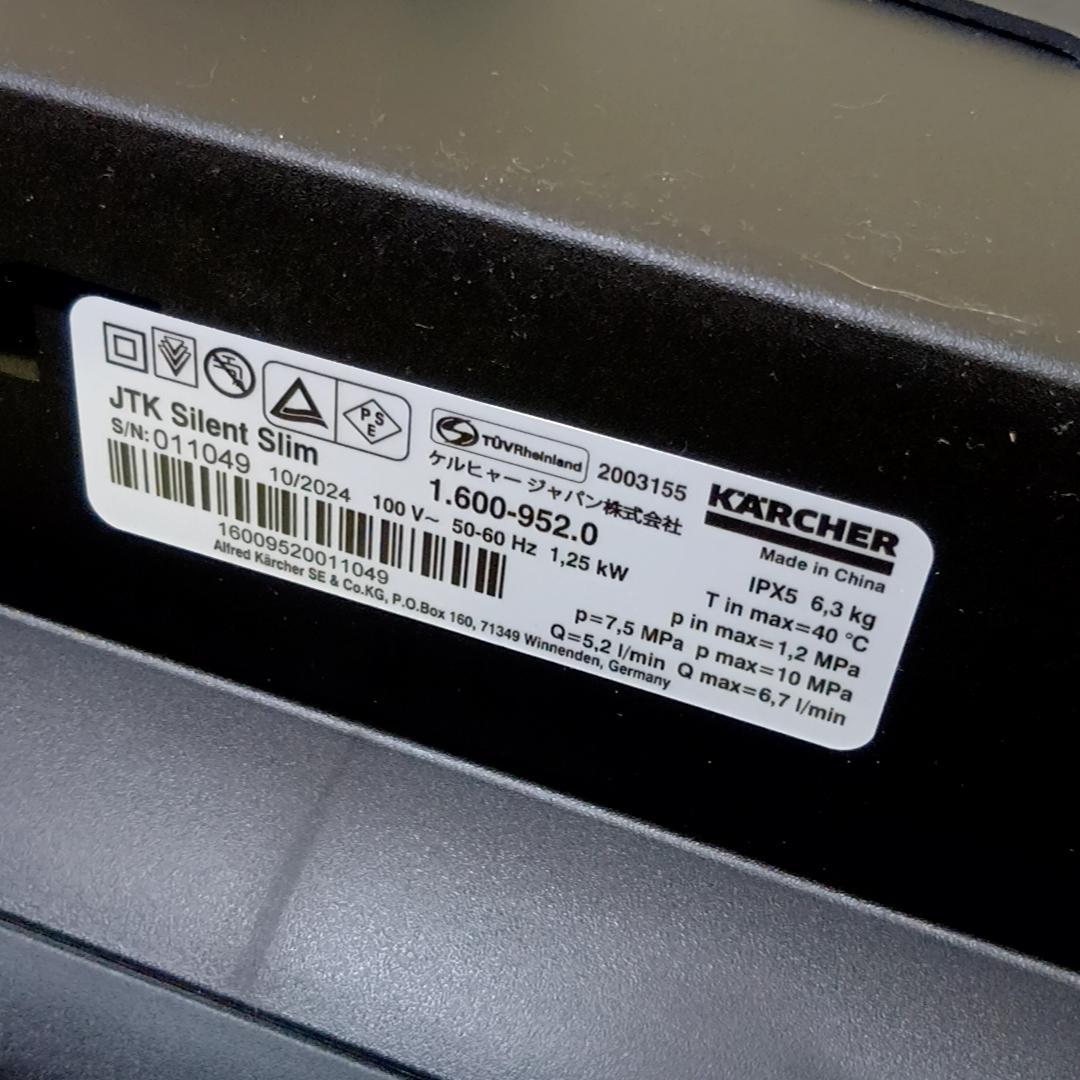 PSE
TÜVRheinland 2003155
KÄRCHER
JTK Silent Slim
ケルヒャー ジャパン株式会社
Made in China
S/N: 011049 10/2024
1.600-952.0
IPX5 6,3 kg
100 V~ 50-60 Hz 1,25 kW
T in max=40 °C
p in max=1,2 MPa
p=7,5 MPa p max=10 MPa
Q=5,2 l/min Q max=6,7 l/min
16009520011049
Alfred Kärcher SE & Co.KG, P.O.Box 160, 71349 Winnenden, Germany